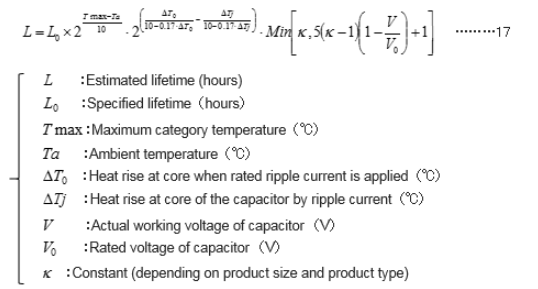 L=L₀×2^((T max−Ta)/10) · 2^(ΔT₀/(10−0.17·ΔT₀) − ΔTj/(10−0.17·ΔTj)) · Min[κ,5(κ−1)(1−V/V₀)+1] ·········17
L :Estimated lifetime (hours)
L₀ :Specified lifetime (hours)
T max :Maximum category temperature (℃)
Ta :Ambient temperature (℃)
ΔT₀ :Heat rise at core when rated ripple current is applied (℃)
ΔTj :Heat rise at core of the capacitor by ripple current (℃)
V :Actual working voltage of capacitor (V)
V₀ :Rated voltage of capacitor (V)
κ :Constant (depending on product size and product type)